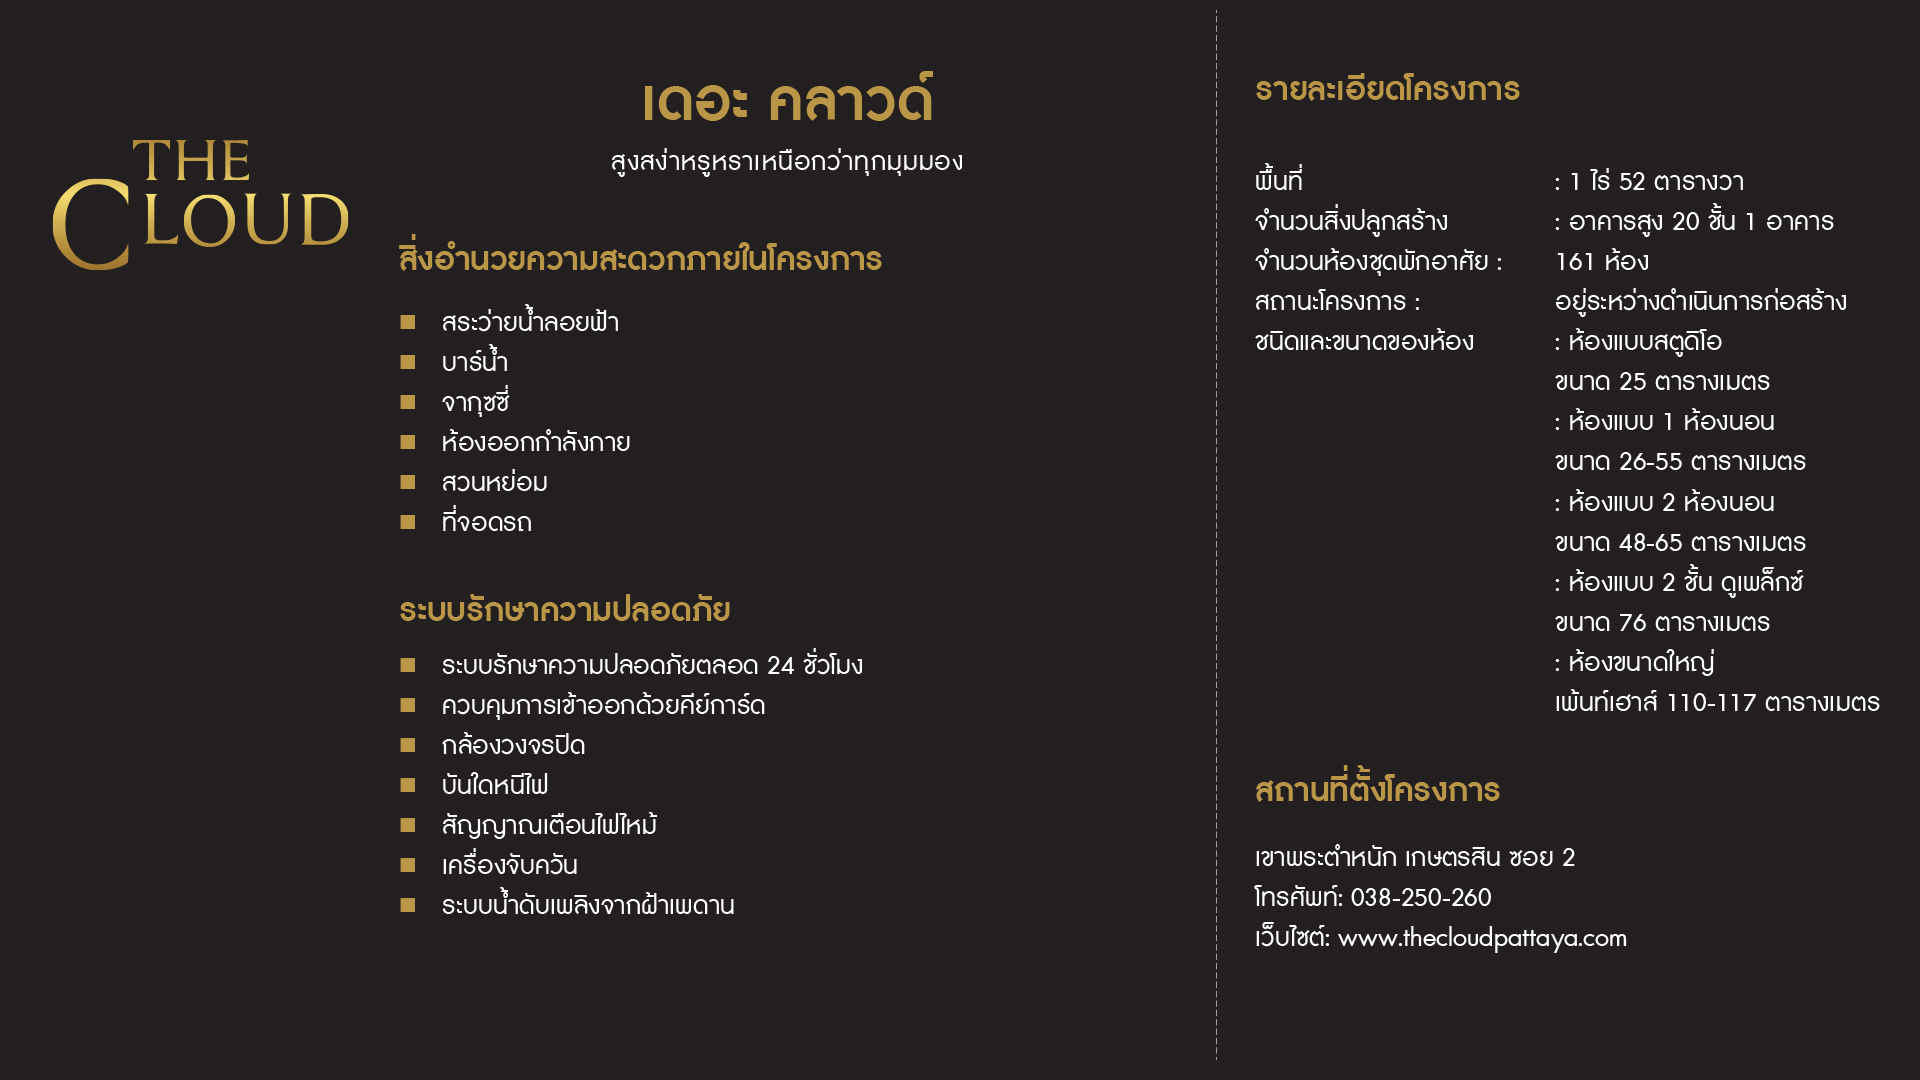 THE
CLOUD
เดอะ คลาวด์
สูงสง่าหรูหราเหนือกว่าทุกมุมมอง
สิ่งอำนวยความสะดวกภายในโครงการ
■ สระว่ายน้ำลอยฟ้า
■ บาร์น้ำ
■ จากุซซี่
■ ห้องออกกำลังกาย
■ สวนหย่อม
■ ที่จอดรถ
ระบบรักษาความปลอดภัย
■ ระบบรักษาความปลอดภัยตลอด 24 ชั่วโมง
■ ควบคุมการเข้าออกด้วยคีย์การ์ด
■ กล้องวงจรปิด
■ บันใดหนีไฟ
■ สัญญาณเตือนไฟไหม้
■ เครื่องจับควัน
■ ระบบน้ำดับเพลิงจากฝ้าเพดาน
รายละเอียดโครงการ
พื้นที่ : 1 ไร่ 52 ตารางวา
จำนวนสิ่งปลูกสร้าง : อาคารสูง 20 ชั้น 1 อาคาร
จำนวนห้องชุดพักอาศัย : 161 ห้อง
สถานะโครงการ : อยู่ระหว่างดำเนินการก่อสร้าง
ชนิดและขนาดของห้อง : ห้องแบบสตูดิโอ
ขนาด 25 ตารางเมตร
: ห้องแบบ 1 ห้องนอน
ขนาด 26-55 ตารางเมตร
: ห้องแบบ 2 ห้องนอน
ขนาด 48-65 ตารางเมตร
: ห้องแบบ 2 ชั้น ดูเพล็กซ์
ขนาด 76 ตารางเมตร
: ห้องขนาดใหญ่
เพ้นท์เฮาส์ 110-117 ตารางเมตร
สถานที่ตั้งโครงการ
เขาพระตำหนัก เกษตรสิน ซอย 2
โทรศัพท์: 038-250-260
เว็บไซต์: www.thecloudpattaya.com